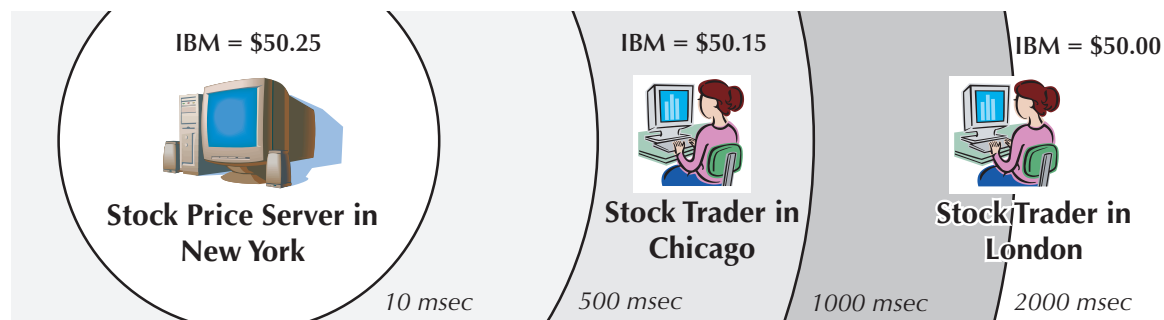 IBM = $50.25
IBM = $50.15
IBM = $50.00
Stock Price Server in
New York
Stock Trader in
Chicago
Stock Trader in
London
10 msec
500 msec
1000 msec
2000 msec